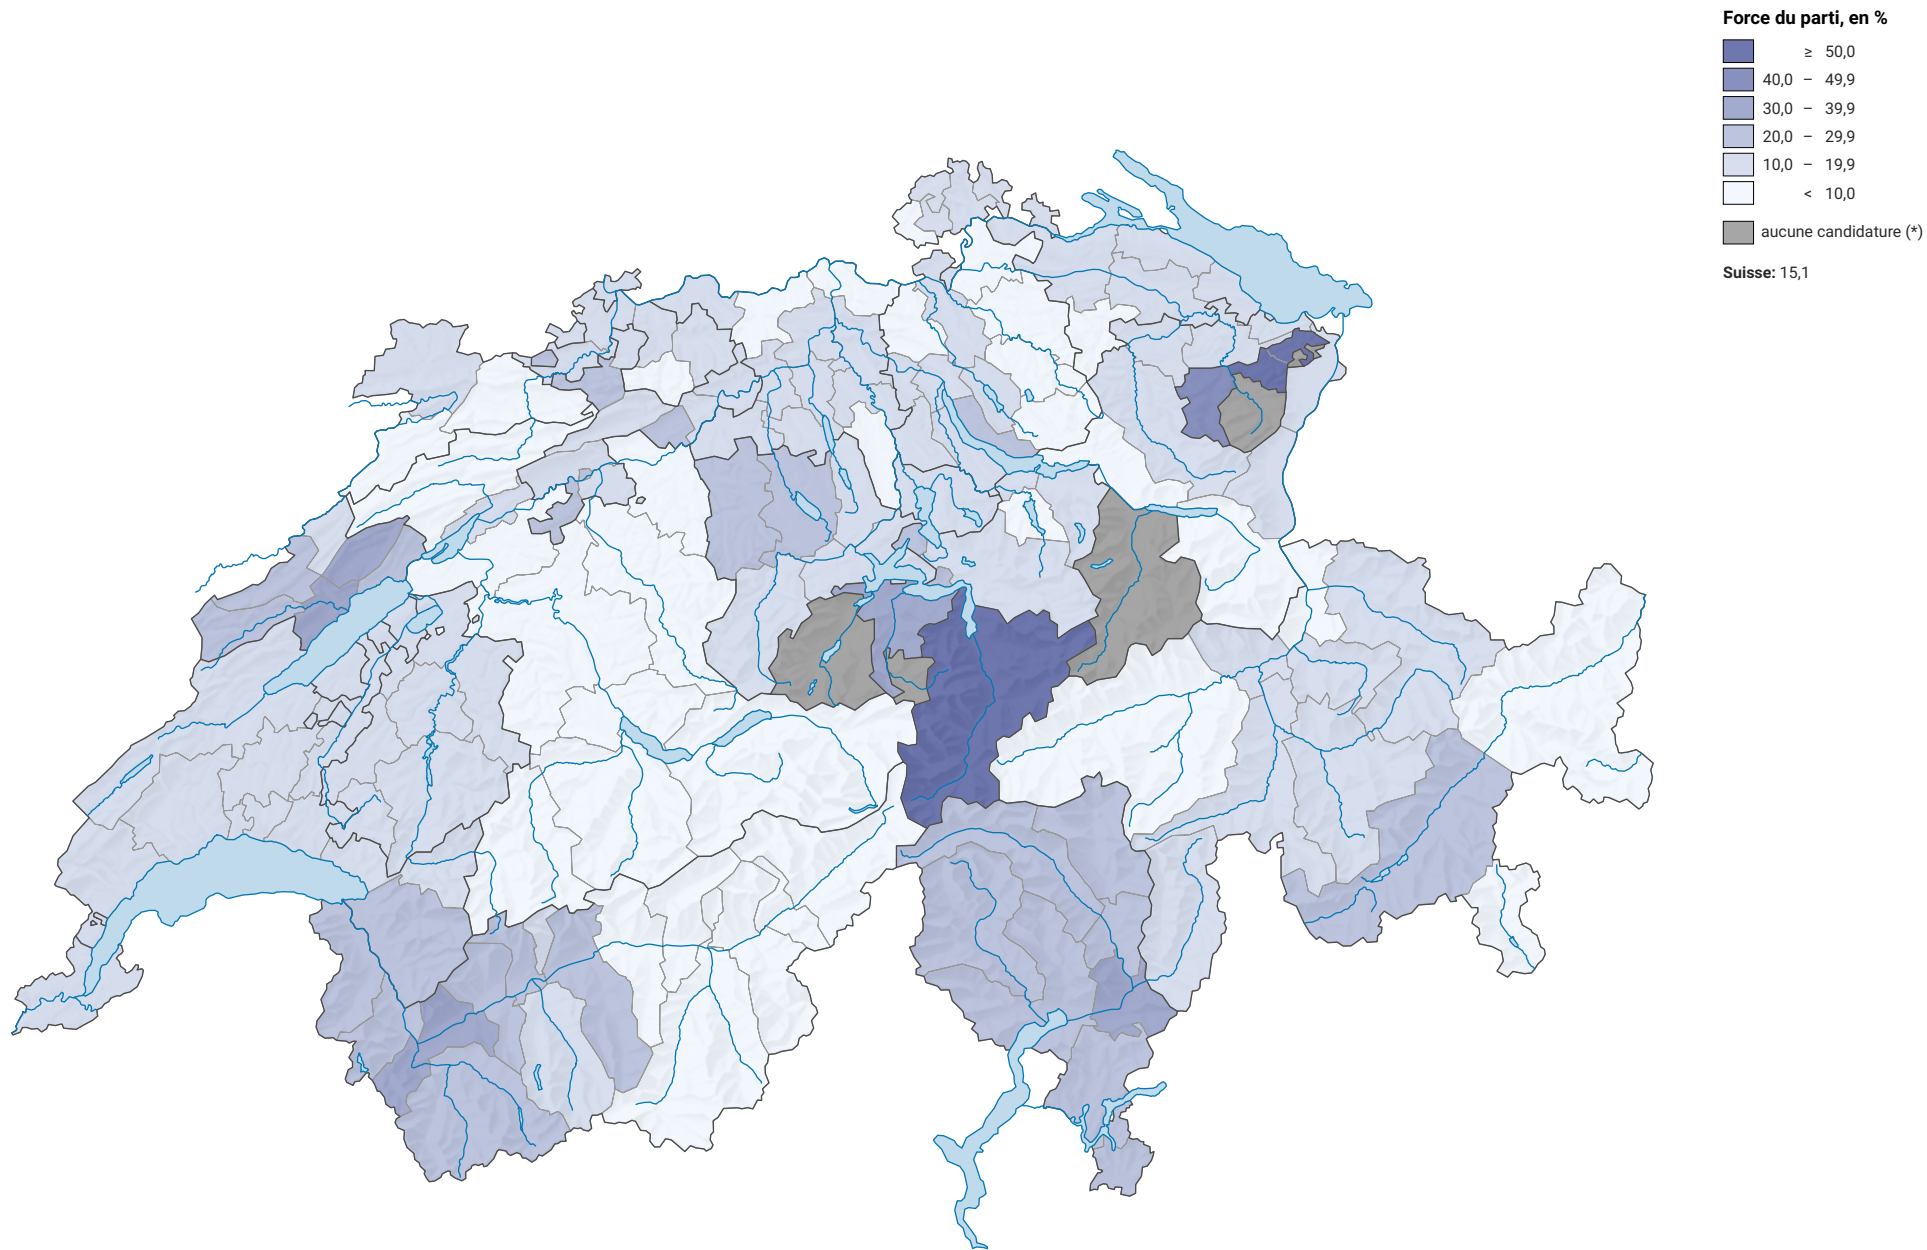 Force du parti, en %
≥ 50,0
40,0 – 49,9
30,0 – 39,9
20,0 – 29,9
10,0 – 19,9
< 10,0
aucune candidature (*)
Suisse: 15,1